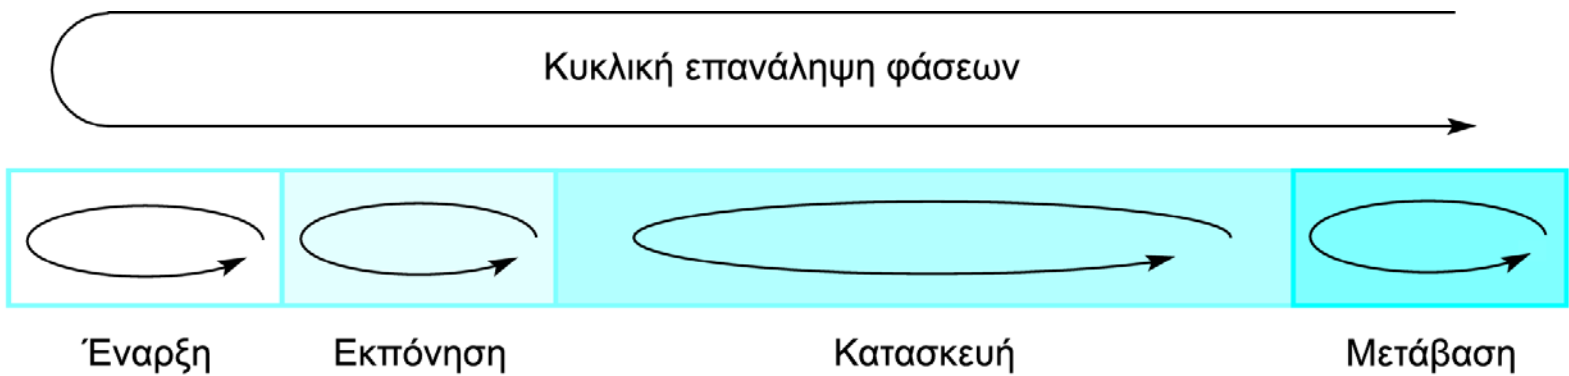 Κυκλική επανάληψη φάσεων
Έναρξη
Εκπόνηση
Κατασκευή
Μετάβαση